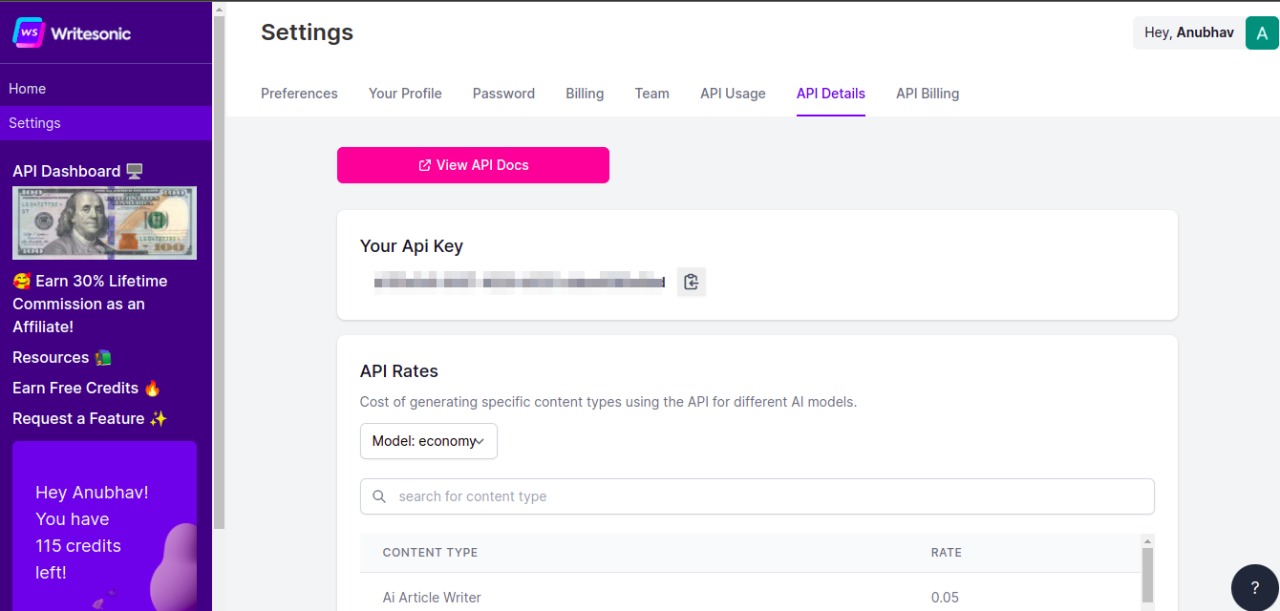 ws Writesonic
Home
Settings
API Dashboard 🖥️
🥰 Earn 30% Lifetime
Commission as an
Affiliate!
Resources 📚
Earn Free Credits 🔥
Request a Feature ✨
Hey Anubhav!
You have
115 credits
left!
Settings
Hey, Anubhav
A
Preferences
Your Profile
Password
Billing
Team
API Usage
API Details
API Billing
View API Docs
Your Api Key
API Rates
Cost of generating specific content types using the API for different AI models.
Model: economy
search for content type
CONTENT TYPE RATE
Ai Article Writer 0.05
?